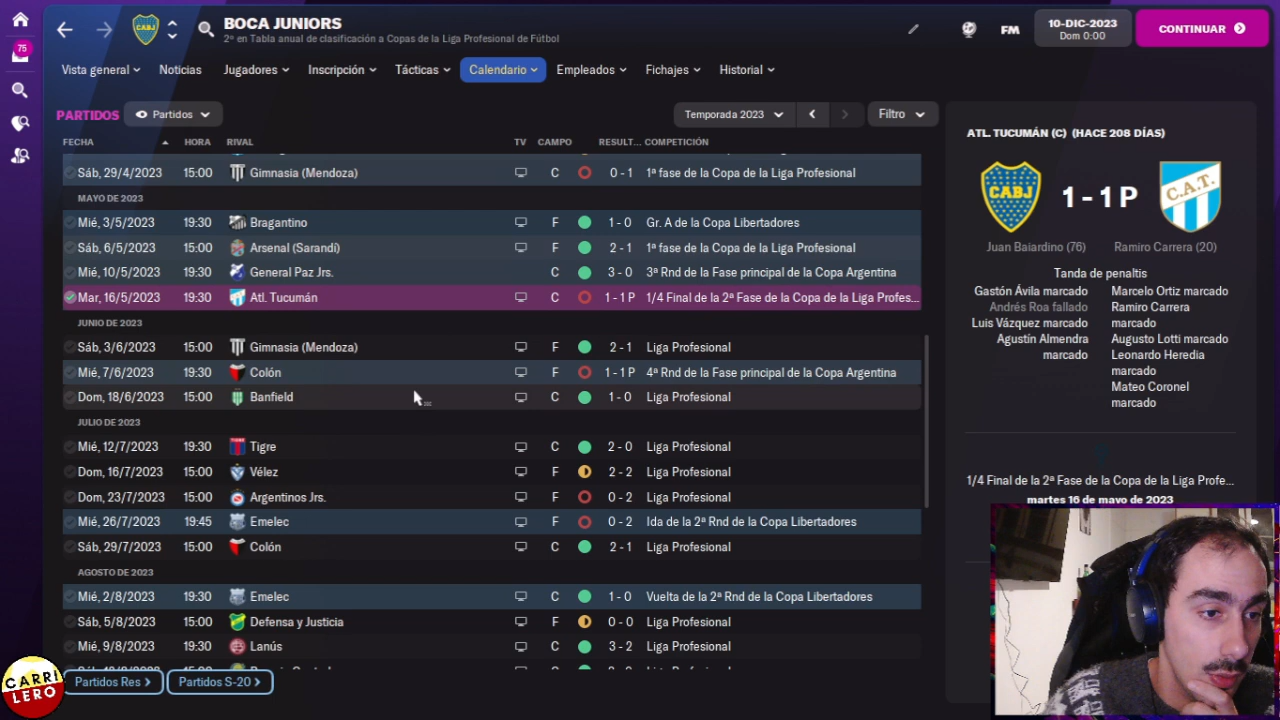 BOCA JUNIORS
2º en Tabla anual de clasificación a Copas de la Liga Profesional de Fútbol
FM
10-DIC-2023
Dom 0:00
CONTINUAR
75
Vista general
Noticias
Jugadores
Inscripción
Tácticas
Calendario
Empleados
Fichajes
Historial
PARTIDOS
Partidos
Temporada 2023
Filtro
FECHA HORA RIVAL TV CAMPO RESULT... COMPETICIÓN
Sáb, 29/4/2023 15:00 Gimnasia (Mendoza) C 0 - 1 1ª fase de la Copa de la Liga Profesional
MAYO DE 2023
Mié, 3/5/2023 19:30 Bragantino F 1 - 0 Gr. A de la Copa Libertadores
Sáb, 6/5/2023 15:00 Arsenal (Sarandí) F 2 - 1 1ª fase de la Copa de la Liga Profesional
Mié, 10/5/2023 19:30 General Paz Jrs. C 3 - 0 3ª Rnd de la Fase principal de la Copa Argentina
Mar, 16/5/2023 19:30 Atl. Tucumán C 1 - 1 P 1/4 Final de la 2ª Fase de la Copa de la Liga Profes...
JUNIO DE 2023
Sáb, 3/6/2023 15:00 Gimnasia (Mendoza) F 2 - 1 Liga Profesional
Mié, 7/6/2023 19:30 Colón F 1 - 1 P 4ª Rnd de la Fase principal de la Copa Argentina
Dom, 18/6/2023 15:00 Banfield C 1 - 0 Liga Profesional
JULIO DE 2023
Mié, 12/7/2023 19:30 Tigre C 2 - 0 Liga Profesional
Dom, 16/7/2023 15:00 Vélez F 2 - 2 Liga Profesional
Dom, 23/7/2023 15:00 Argentinos Jrs. F 0 - 2 Liga Profesional
Mié, 26/7/2023 19:45 Emelec F 0 - 2 Ida de la 2ª Rnd de la Copa Libertadores
Sáb, 29/7/2023 15:00 Colón C 2 - 1 Liga Profesional
AGOSTO DE 2023
Mié, 2/8/2023 19:30 Emelec C 1 - 0 Vuelta de la 2ª Rnd de la Copa Libertadores
Sáb, 5/8/2023 15:00 Defensa y Justicia F 0 - 0 Liga Profesional
Mié, 9/8/2023 19:30 Lanús C 3 - 2 Liga Profesional
Partidos Res
Partidos S-20
CARRI
LERO
ATL. TUCUMÁN (C) (HACE 208 DÍAS)
CABJ
C.A.T.
1 - 1 P
Juan Baiardino (76) Ramiro Carrera (20)
Tanda de penaltis
Gastón Ávila marcado
Andrés Roa fallado
Luis Vázquez marcado
Agustín Almendra
marcado
Marcelo Ortiz marcado
Ramiro Carrera
marcado
Augusto Lotti marcado
Leonardo Heredia
marcado
Mateo Coronel
marcado
1/4 Final de la 2ª Fase de la Copa de la Liga Profe...
martes 16 de mayo de 2023